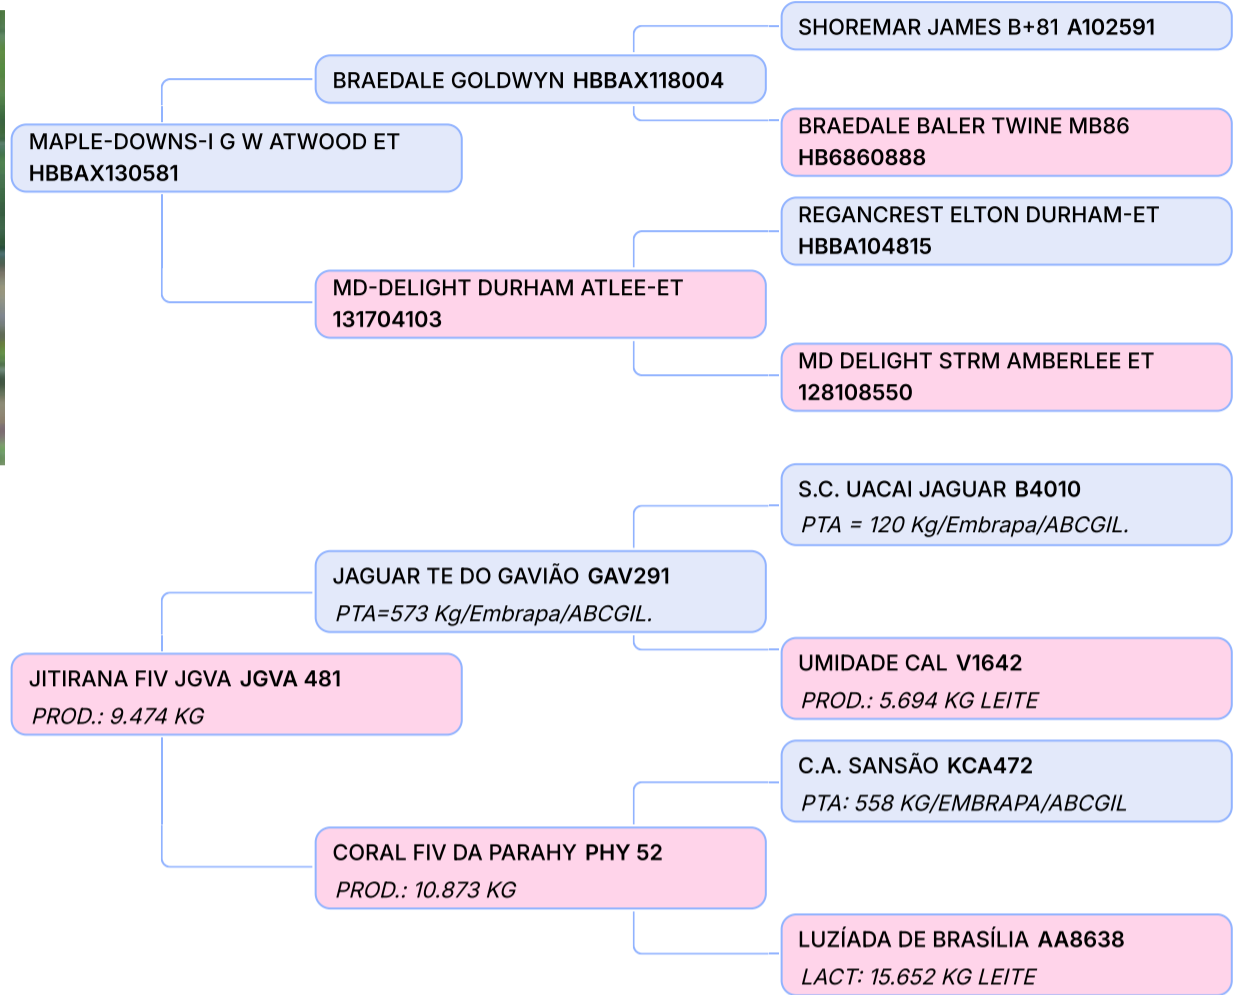 SHOREMAR JAMES B+81 A102591
BRAEDALE GOLDWYN HBBAX118004
BRAEDALE BALER TWINE MB86
HB6860888
MAPLE-DOWNS-I G W ATWOOD ET
HBBAX130581
REGANCREST ELTON DURHAM-ET
HBBA104815
MD-DELIGHT DURHAM ATLEE-ET
131704103
MD DELIGHT STRM AMBERLEE ET
128108550
S.C. UACAI JAGUAR B4010
PTA = 120 Kg/Embrapa/ABCGIL.
JAGUAR TE DO GAVIÃO GAV291
PTA=573 Kg/Embrapa/ABCGIL.
UMIDADE CAL V1642
PROD.: 5.694 KG LEITE
JITIRANA FIV JGVA JGVA 481
PROD.: 9.474 KG
C.A. SANSÃO KCA472
PTA: 558 KG/EMBRAPA/ABCGIL
CORAL FIV DA PARAHY PHY 52
PROD.: 10.873 KG
LUZÍADA DE BRASÍLIA AA8638
LACT: 15.652 KG LEITE